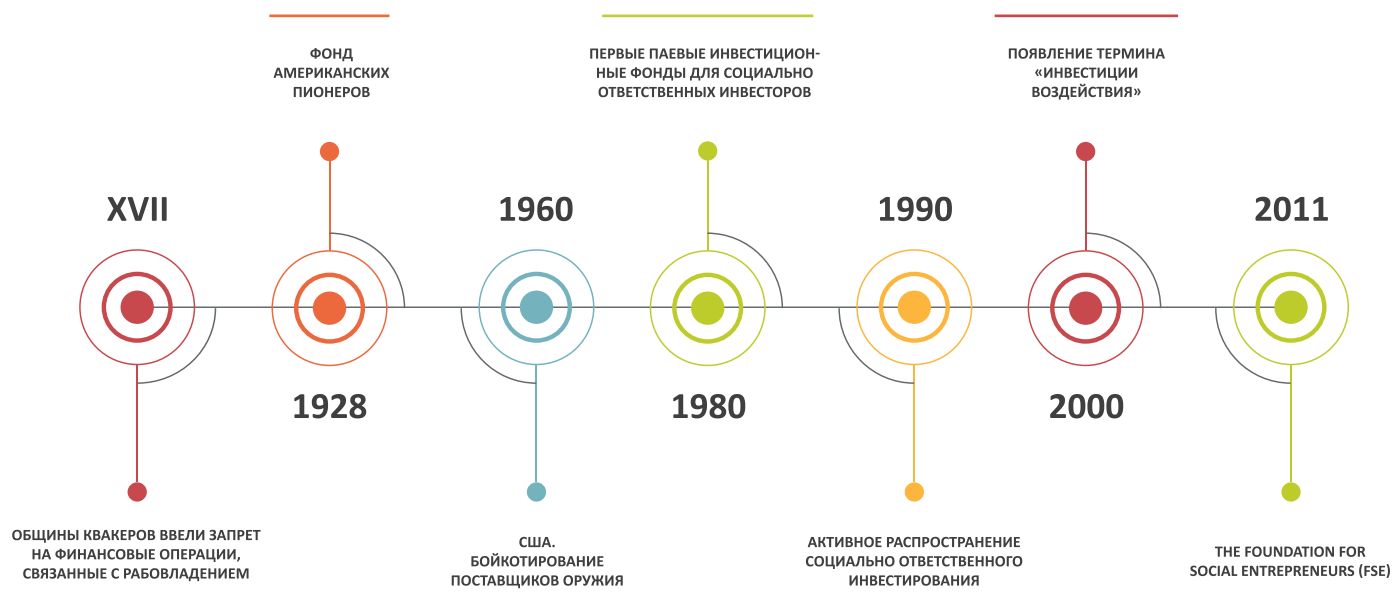 ФОНД
АМЕРИКАНСКИХ
ПИОНЕРОВ
ПЕРВЫЕ ПАЕВЫЕ ИНВЕСТИЦИОН-
НЫЕ ФОНДЫ ДЛЯ СОЦИАЛЬНО
ОТВЕТСТВЕННЫХ ИНВЕСТОРОВ
ПОЯВЛЕНИЕ ТЕРМИНА
«ИНВЕСТИЦИИ
ВОЗДЕЙСТВИЯ»
XVII
1960
1990
2011
1928
1980
2000
ОБЩИНЫ КВАКЕРОВ ВВЕЛИ ЗАПРЕТ
НА ФИНАНСОВЫЕ ОПЕРАЦИИ,
СВЯЗАННЫЕ С РАБОВЛАДЕНИЕМ
США.
БОЙКОТИРОВАНИЕ
ПОСТАВЩИКОВ ОРУЖИЯ
АКТИВНОЕ РАСПРОСТРАНЕНИЕ
СОЦИАЛЬНО ОТВЕТСТВЕННОГО
ИНВЕСТИРОВАНИЯ
THE FOUNDATION FOR
SOCIAL ENTREPRENEURS (FSE)